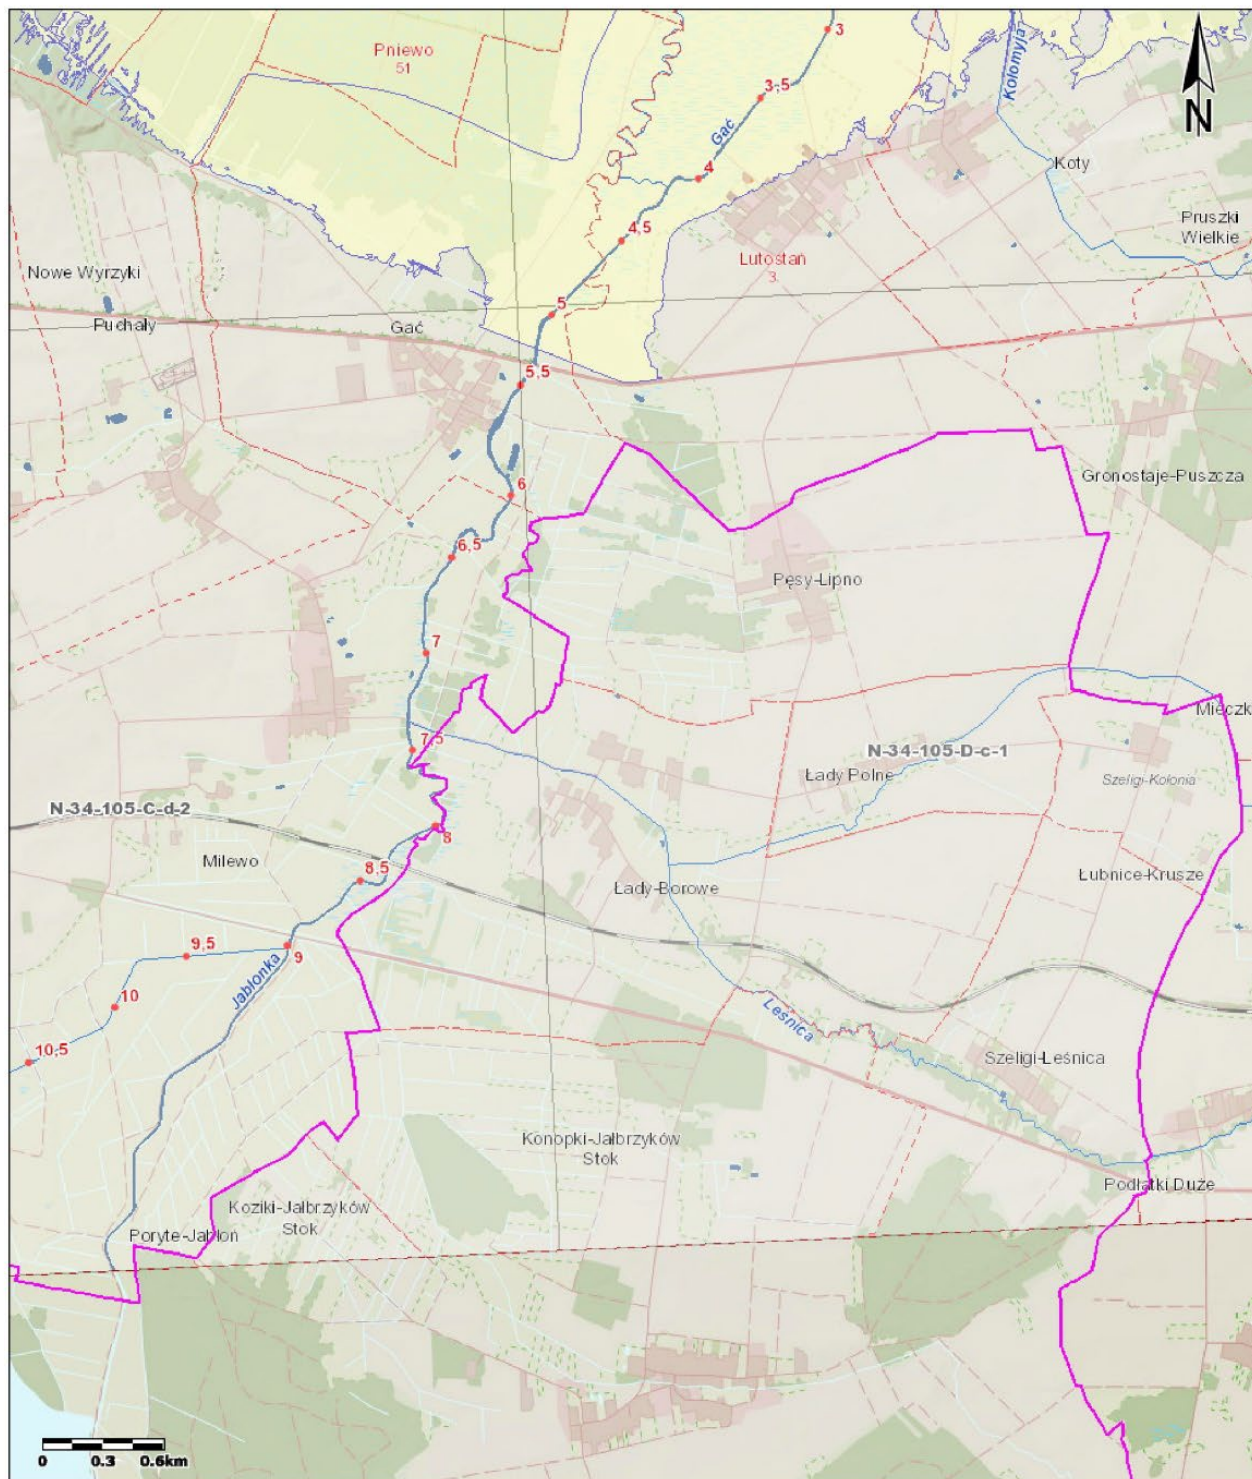 3
Pniewo
51
Kołomyja
3,5
N
Gać
Koty
4
Pruszki
Wielkie
4,5
Lutostań
3
Nowe Wyrzyki
5
Puchały
Gać
5,5
Gronostaje-Puszcza
6
6,5
Pęsy-Lipno
7
Mieczk
7,5
N-34-105-D-c-1
Łady Polne
Szeligi-Kolonia
N-34-105-C-d-2
8
Milewo
8,5
Łady-Borowe
Łubnice-Krusze
9,5
9
Jabłonka
10
Leśnica
10,5
Szeligi-Leśnica
Konopki-Jałbrzyków
Stok
Podłatki Duże
Koziki-Jałbrzyków
Stok
Poryte-Jabłoń
0 0.3 0.6km